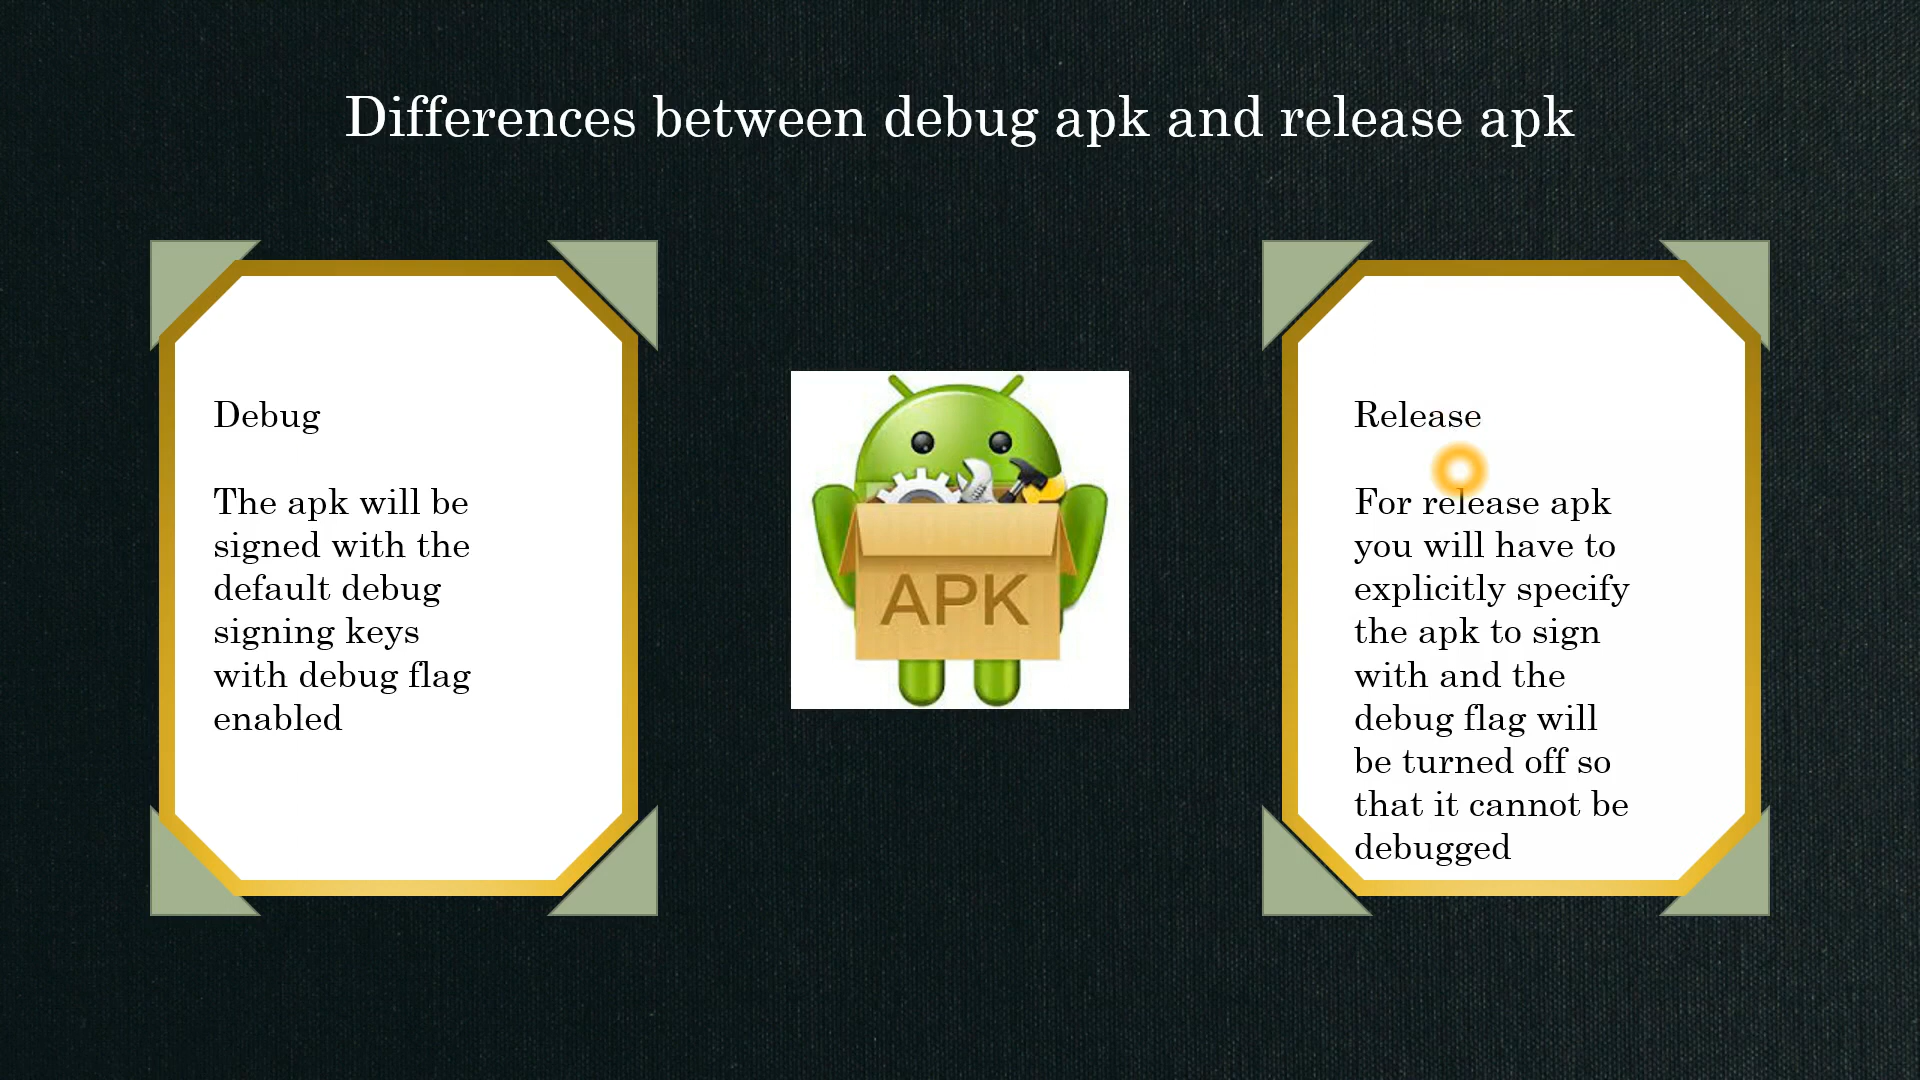 Differences between debug apk and release apk
Debug
The apk will be
signed with the
default debug
signing keys
with debug flag
enabled
APK
Release
For release apk
you will have to
explicitly specify
the apk to sign
with and the
debug flag will
be turned off so
that it cannot be
debugged